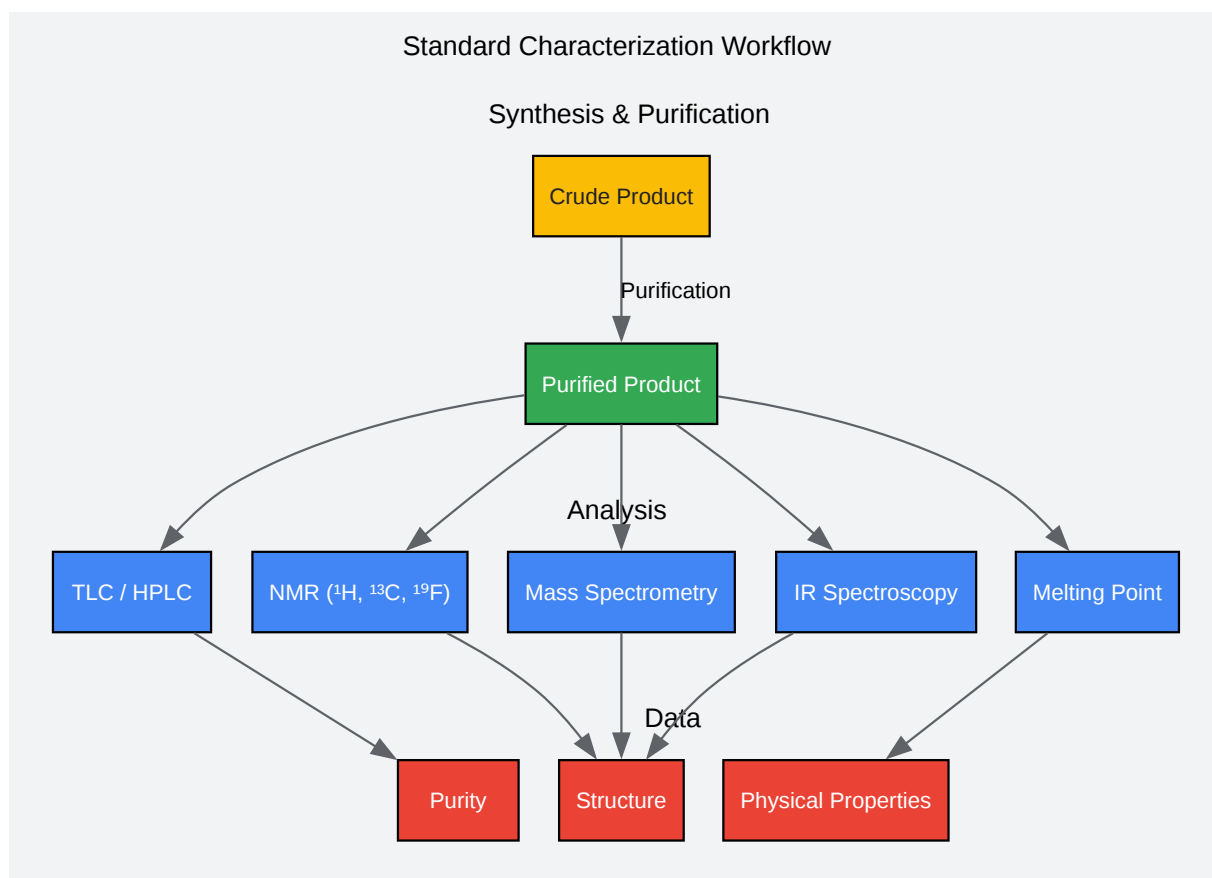 Standard Characterization Workflow
Synthesis & Purification
Crude Product
Purification
Purified Product
Analysis
TLC / HPLC
NMR (¹H, ¹³C, ¹⁹F)
Mass Spectrometry
IR Spectroscopy
Melting Point
Data
Purity
Structure
Physical Properties